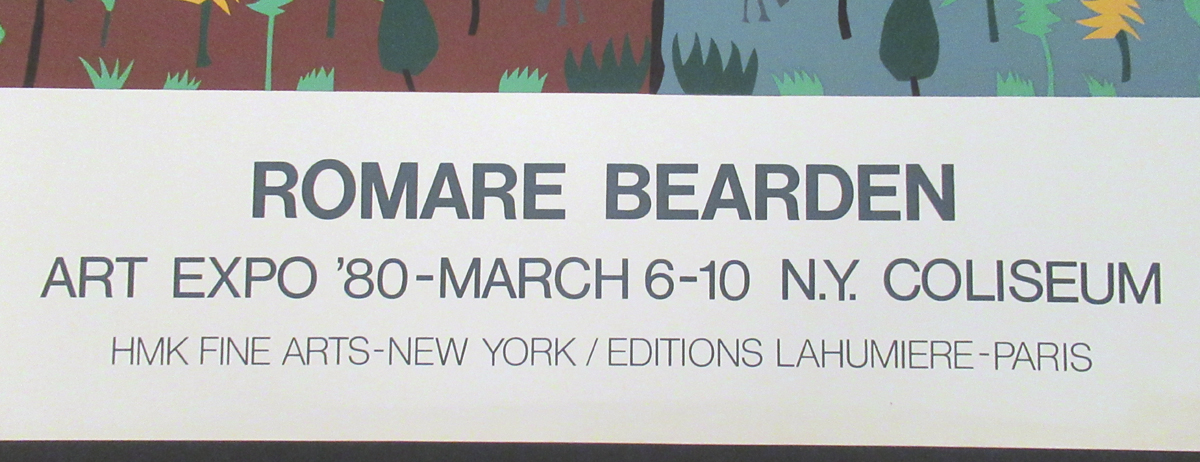 ROMARE BEARDEN
ART EXPO ’80-MARCH 6-10 N.Y. COLISEUM
HMK FINE ARTS-NEW YORK / EDITIONS LAHUMIERE-PARIS